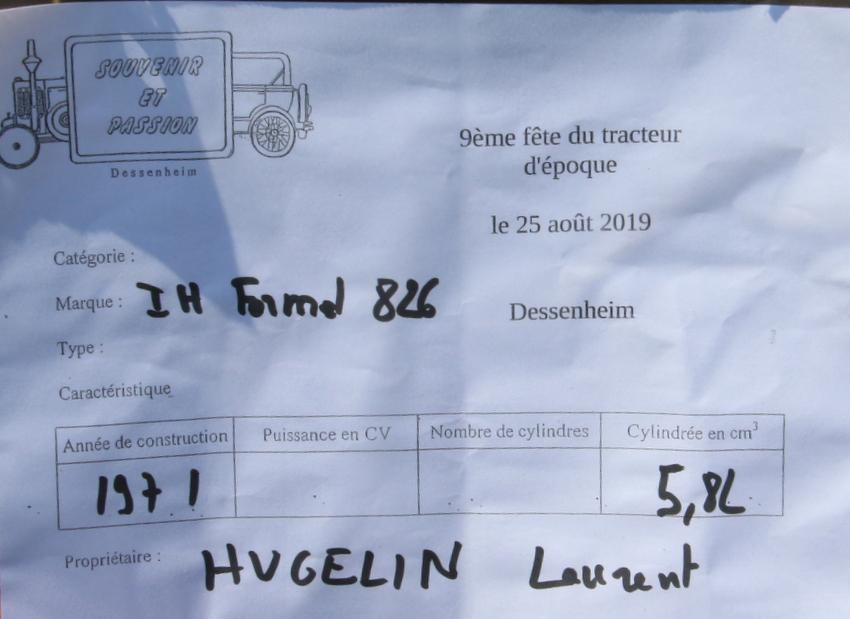 SOUVENIR
ET
PASSION
Dessenheim
9ème fête du tracteur
d'époque
le 25 août 2019
Catégorie :
Marque : IH Formal 826
Dessenheim
Type :
Caractéristique
Année de construction Puissance en CV Nombre de cylindres Cylindrée en cm³
1971 5,8L
Propriétaire : HUGELIN Laurent